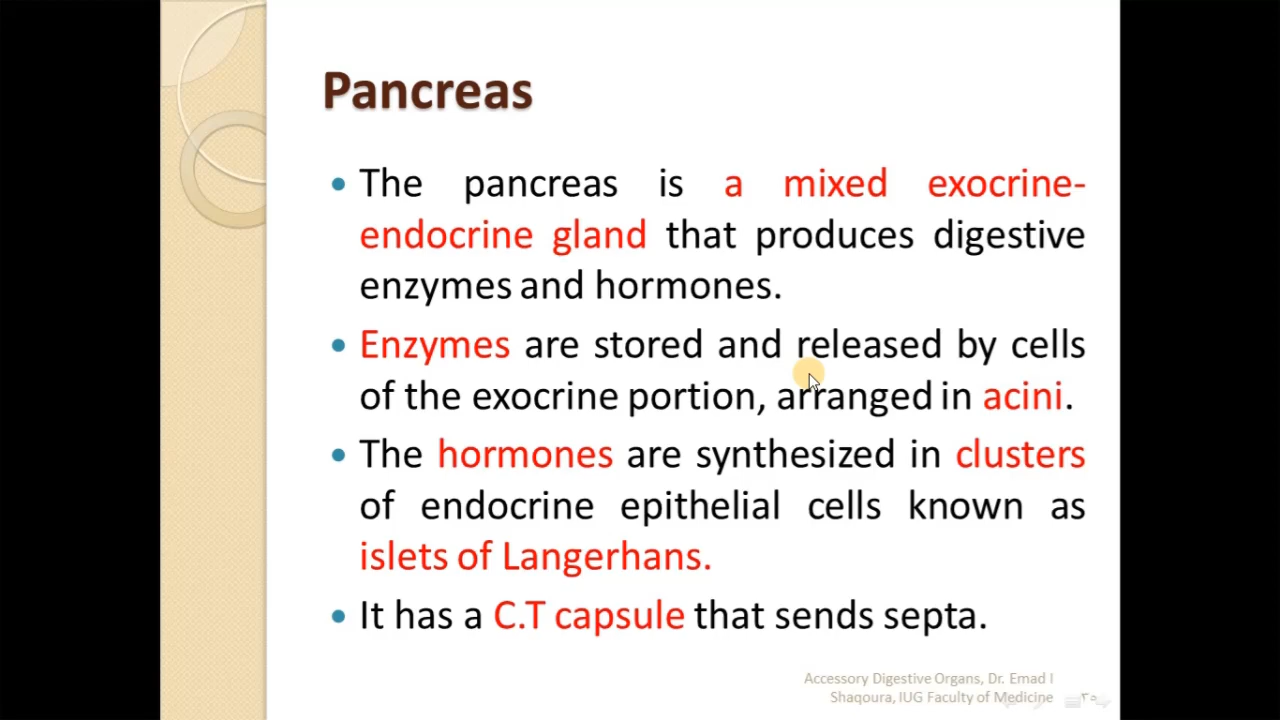 Pancreas
• The pancreas is a mixed exocrine-
endocrine gland that produces digestive
enzymes and hormones.
• Enzymes are stored and released by cells
of the exocrine portion, arranged in acini.
• The hormones are synthesized in clusters
of endocrine epithelial cells known as
islets of Langerhans.
• It has a C.T capsule that sends septa.
Accessory Digestive Organs, Dr. Emad I
Shaqoura, IUG Faculty of Medicine
٣٥